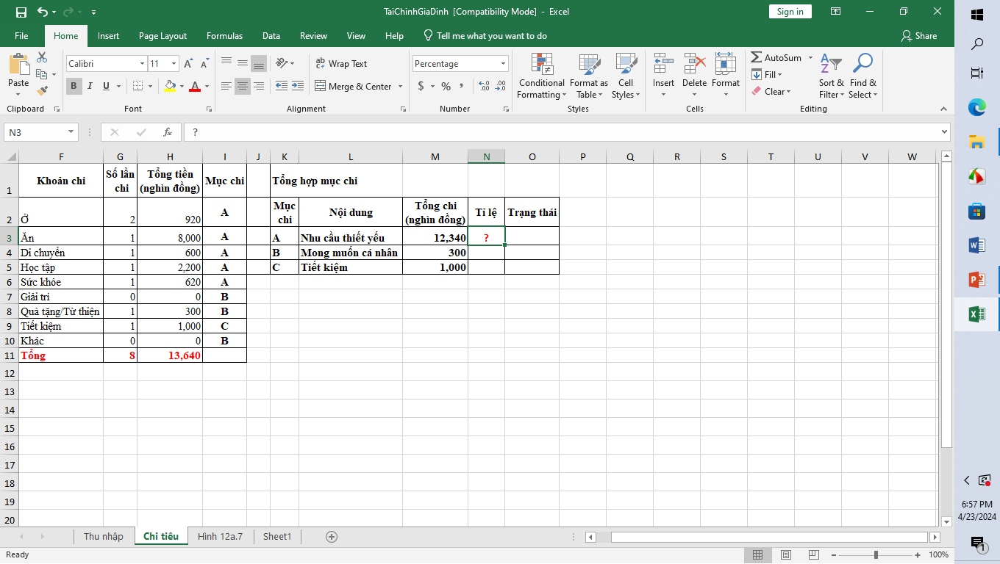 TaiChinhGiaDinh [Compatibility Mode] - Excel
Sign in
File Home Insert Page Layout Formulas Data Review View Help Tell me what you want to do Share
Paste
Clipboard
Calibri 11
B I U
Font
Wrap Text
Merge & Center
Alignment
Percentage
$ % ,
Number
Conditional Formatting
Format as Table
Cell Styles
Styles
Insert Delete Format
Cells
AutoSum
Fill
Clear
Sort & Filter
Find & Select
Editing
N3 fx ?
F G H I J K L M N O P Q R S T U V W
1 Khoản chi Số lần chi Tổng tiền (nghìn đồng) Mục chi Tổng hợp mục chi
2 Ở 2 920 A Mục chi Nội dung Tổng chi (nghìn đồng) Tỉ lệ Trạng thái
3 Ăn 1 8,000 A A Nhu cầu thiết yếu 12,340 ?
4 Di chuyển 1 600 A B Mong muốn cá nhân 300
5 Học tập 1 2,200 A C Tiết kiệm 1,000
6 Sức khỏe 1 620 A
7 Giải trí 0 0 B
8 Quà tặng/Từ thiện 1 300 B
9 Tiết kiệm 1 1,000 C
10 Khác 0 0 B
11 Tổng 8 13,640
12
13
14
15
16
17
18
19
20
Thu nhập Chi tiêu Hình 12a.7 Sheet1
Ready
100%
6:57 PM
4/23/2024
1